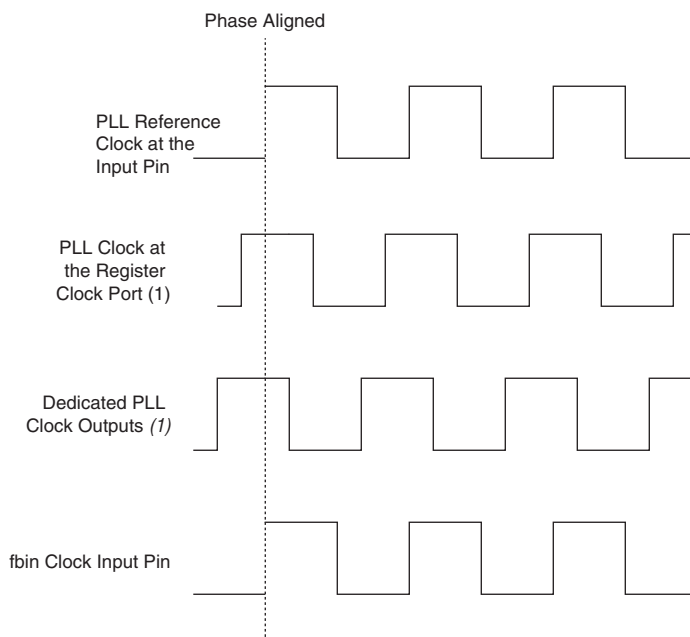 Phase Aligned
PLL Reference
Clock at the
Input Pin
PLL Clock at
the Register
Clock Port (1)
Dedicated PLL
Clock Outputs (1)
fbin Clock Input Pin